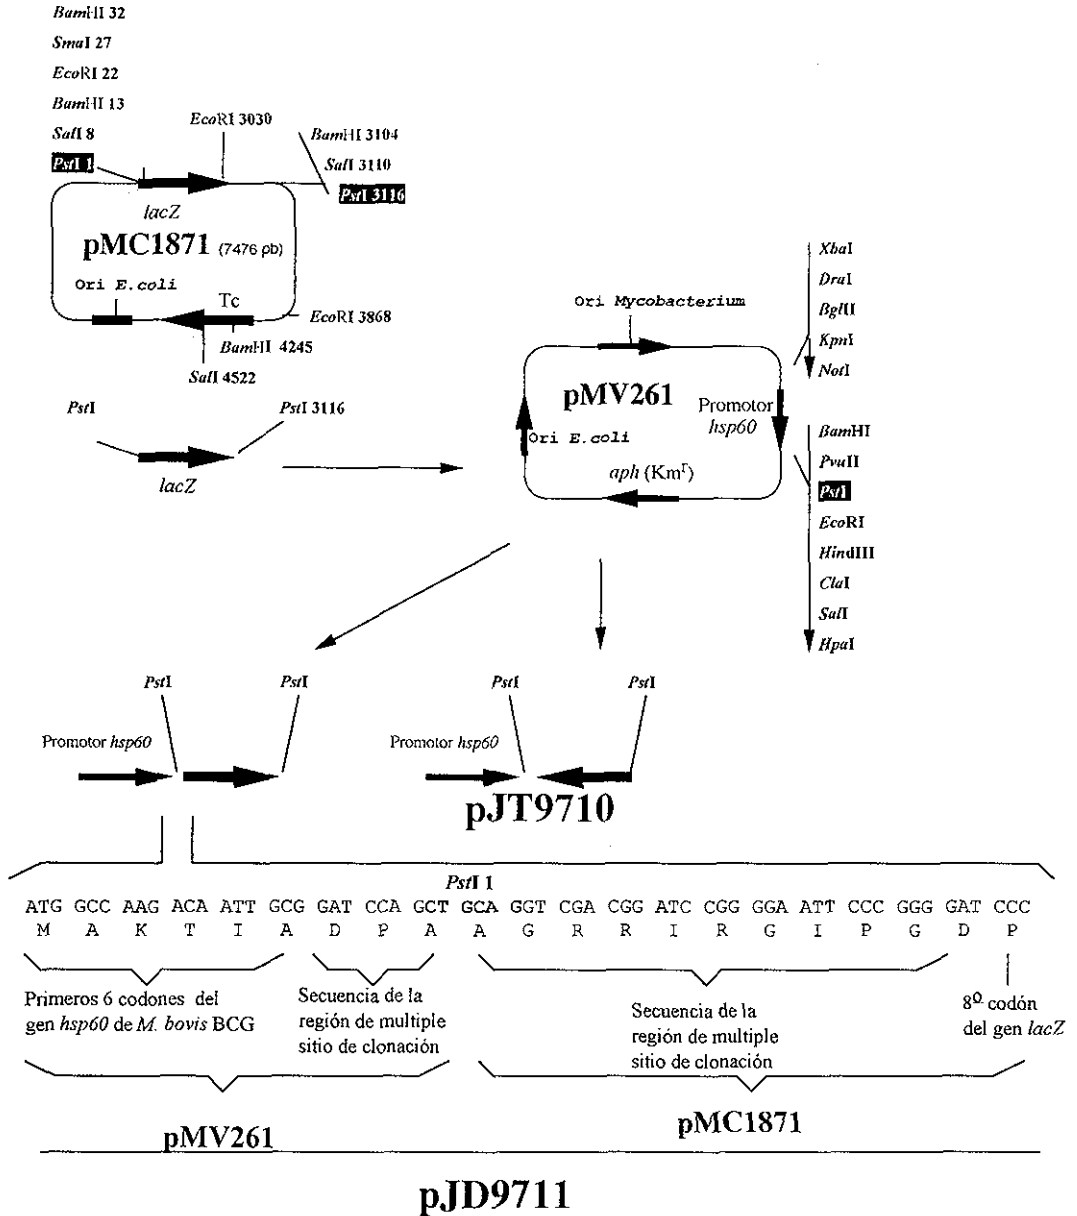 BamHI 32
SmaI 27
EcoRI 22
BamHI 13
SalI 8
PstI 1
EcoRI 3030
BamHI 3104
SalI 3110
PstI 3116
lacZ
pMC1871 (7476 pb)
Ori E.coli
Tc
EcoRI 3868
BamHI 4245
SalI 4522
PstI
PstI 3116
lacZ
Ori Mycobacterium
pMV261
Promotor
hsp60
Ori E.coli
aph (Kmr)
XbaI
DraI
BglII
KpnI
NotI
BamHI
PvuII
PstI
EcoRI
HindIII
ClaI
SalI
HpaI
PstI
PstI
Promotor hsp60
PstI
PstI
Promotor hsp60
pJT9710
PstI 1
ATG GCC AAG ACA ATT GCG GAT CCA GCT GCA GGT CGA CGG ATC CGG GGA ATT CCC GGG GAT CCC
M A K T I A D P A A G R R I R G I P G D P
Primeros 6 codones del
gen hsp60 de M. bovis BCG
Secuencia de la
región de multiple
sitio de clonación
Secuencia de la
región de multiple
sitio de clonación
8º codón
del gen lacZ
pMV261
pMC1871
pJD9711